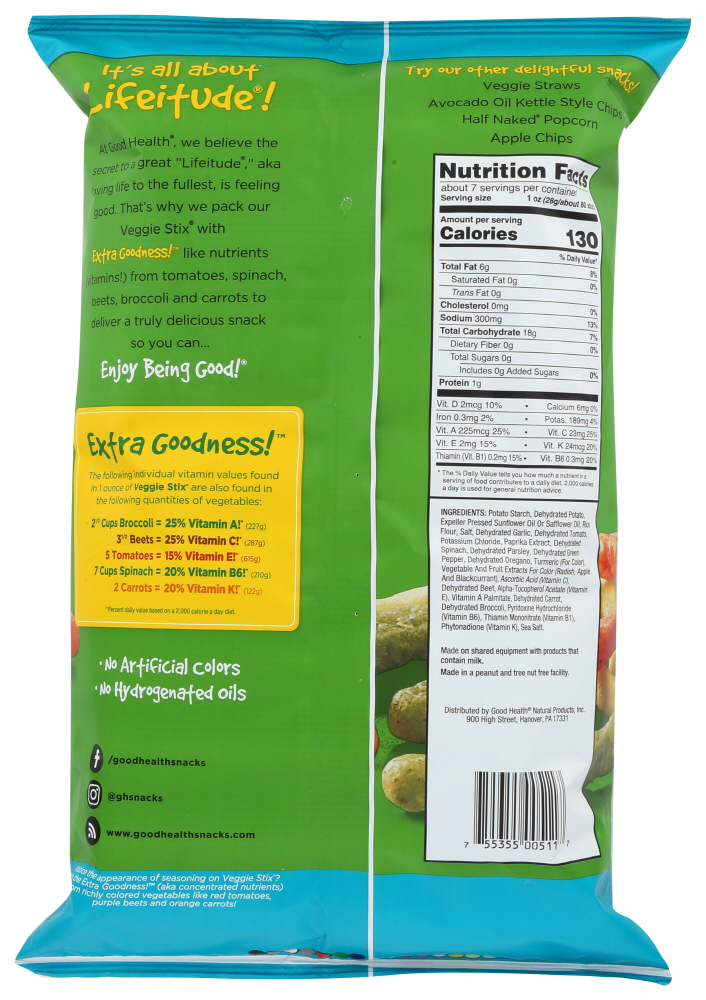 It's all about
Lifeitude®!
At Good Health®, we believe the
secret to a great “Lifeitude®,” aka
loving life to the fullest, is feeling
good. That's why we pack our
Veggie Stix® with
Extra Goodness!™ like nutrients
(vitamins!) from tomatoes, spinach,
beets, broccoli and carrots to
deliver a truly delicious snack
so you can...
Enjoy Being Good!®
Extra Goodness!™
The following individual vitamin values found
in 1 ounce of Veggie Stix® are also found in
the following quantities of vegetables:
2 1/2 Cups Broccoli = 25% Vitamin A!* (227g)
3 1/2 Beets = 25% Vitamin C!* (287g)
5 Tomatoes = 15% Vitamin E!* (615g)
7 Cups Spinach = 20% Vitamin B6!* (210g)
2 Carrots = 20% Vitamin K!* (122g)
*Percent daily value based on a 2,000 calorie a day diet.
• No Artificial Colors
• No Hydrogenated Oils
/goodhealthsnacks
@ghsnacks
www.goodhealthsnacks.com
the appearance of seasoning on Veggie Stix®?
the Extra Goodness!™ (aka concentrated nutrients)
from richly colored vegetables like red tomatoes,
purple beets and orange carrots!
Try our other delightful snacks!
Veggie Straws
Avocado Oil Kettle Style Chips
Half Naked® Popcorn
Apple Chips
Nutrition Facts
about 7 servings per container
Serving size 1 oz (28g/about 80
Amount per serving
Calories 130
% Daily Value*
Total Fat 6g 8%
Saturated Fat 0g 0%
Trans Fat 0g
Cholesterol 0mg 0%
Sodium 300mg 13%
Total Carbohydrate 18g 7%
Dietary Fiber 0g 0%
Total Sugars 0g
Includes 0g Added Sugars 0%
Protein 1g
Vit. D 2mcg 10% • Calcium 6mg 0%
Iron 0.3mg 2% • Potas. 189mg 4%
Vit. A 225mcg 25% • Vit. C 23mg 25%
Vit. E 2mg 15% • Vit. K 24mcg 20%
Thiamin (Vit. B1) 0.2mg 15% • Vit. B6 0.3mg 20%
* The % Daily Value tells you how much a nutrient in a
serving of food contributes to a daily diet. 2,000 calories
a day is used for general nutrition advice.
INGREDIENTS: Potato Starch, Dehydrated Potato,
Expeller Pressed Sunflower Oil Or Safflower Oil, Rice
Flour, Salt, Dehydrated Garlic, Dehydrated Tomato,
Potassium Chloride, Paprika Extract, Dehydrated
Spinach, Dehydrated Parsley, Dehydrated Green
Pepper, Dehydrated Oregano, Turmeric (For Color),
Vegetable And Fruit Extracts For Color (Radish, Apple
And Blackcurrant), Ascorbic Acid (Vitamin C),
Dehydrated Beet, Alpha-Tocopherol Acetate (Vitamin
E), Vitamin A Palmitate, Dehydrated Carrot,
Dehydrated Broccoli, Pyridoxine Hydrochloride
(Vitamin B6), Thiamin Mononitrate (Vitamin B1),
Phytonadione (Vitamin K), Sea Salt.
Made on shared equipment with products that
contain milk.
Made in a peanut and tree nut free facility.
Distributed by Good Health® Natural Products, Inc.
900 High Street, Hanover, PA 17331
7 55355 00511 7